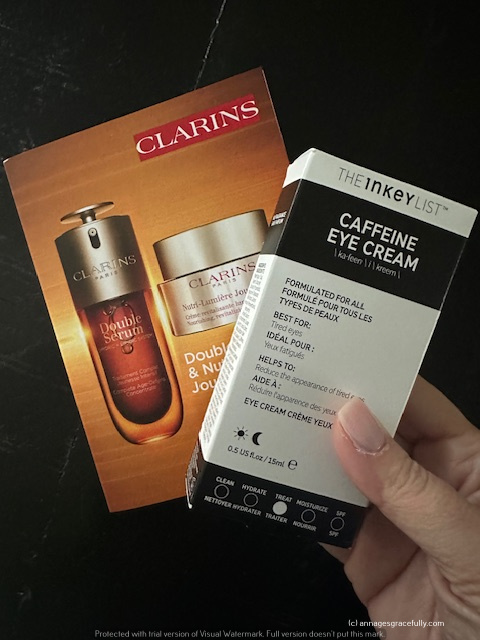 CLARINS
CLARINS
PARIS
Double
Serum
CLARINS
PARIS
Nutri-Lumière Jour
Doub
& Nu
Jou
THE INKEY LIST™
CAFFEINE
EYE CREAM
\ ka-feen \ \ kreem \
FORMULATED FOR ALL
FORMULÉ POUR TOUS LES
TYPES DE PEAUX
BEST FOR:
Tired eyes
IDÉAL POUR :
Yeux fatigués
HELPS TO:
Reduce the appearance of tired
AIDE À :
Réduire l'apparence des yeux
EYE CREAM CRÈME YEUX
0.5 US fl.oz / 15ml ℮
CLEAN HYDRATE TREAT MOISTURIZE SPF
NETTOYER HYDRATER TRAITER NOURRIR SPF
(c) annagesgracefully.com
Protected with trial version of Visual Watermark. Full version doesn't put this mark.